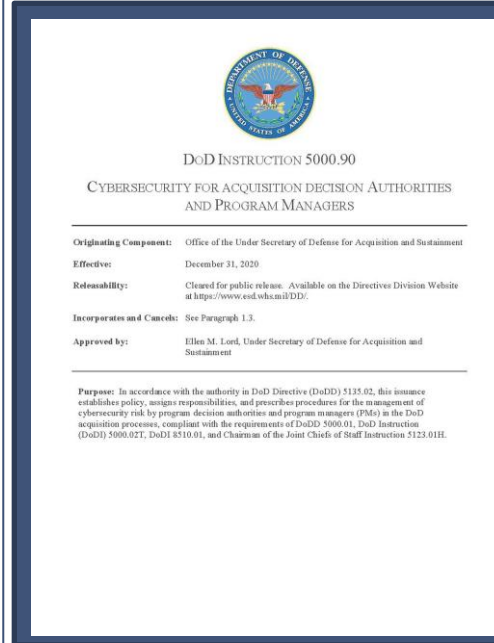 DEPARTMENT OF DEFENSE
UNITED STATES OF AMERICA
DOD INSTRUCTION 5000.90
CYBERSECURITY FOR ACQUISITION DECISION AUTHORITIES
AND PROGRAM MANAGERS
Originating Component: Office of the Under Secretary of Defense for Acquisition and Sustainment
Effective: December 31, 2020
Releasability: Cleared for public release. Available on the Directives Division Website
at https://www.esd.whs.mil/DD/.
Incorporates and Cancels: See Paragraph 1.3.
Approved by: Ellen M. Lord, Under Secretary of Defense for Acquisition and
Sustainment
Purpose: In accordance with the authority in DoD Directive (DoDD) 5135.02, this issuance
establishes policy, assigns responsibilities, and prescribes procedures for the management of
cybersecurity risk by program decision authorities and program managers (PMs) in the DoD
acquisition processes, compliant with the requirements of DoDD 5000.01, DoD Instruction
(DoDI) 5000.02T, DoDI 8510.01, and Chairman of the Joint Chiefs of Staff Instruction 5123.01H.